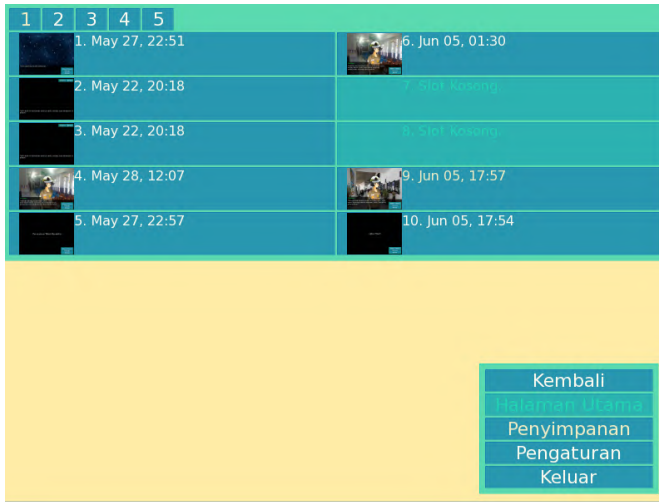 1 2 3 4 5
1. May 27, 22:51
2. May 22, 20:18
3. May 22, 20:18
4. May 28, 12:07
5. May 27, 22:57
6. Jun 05, 01:30
7. Slot Kosong.
8. Slot Kosong.
9. Jun 05, 17:57
10. Jun 05, 17:54
Kembali
Halaman Utama
Penyimpanan
Pengaturan
Keluar